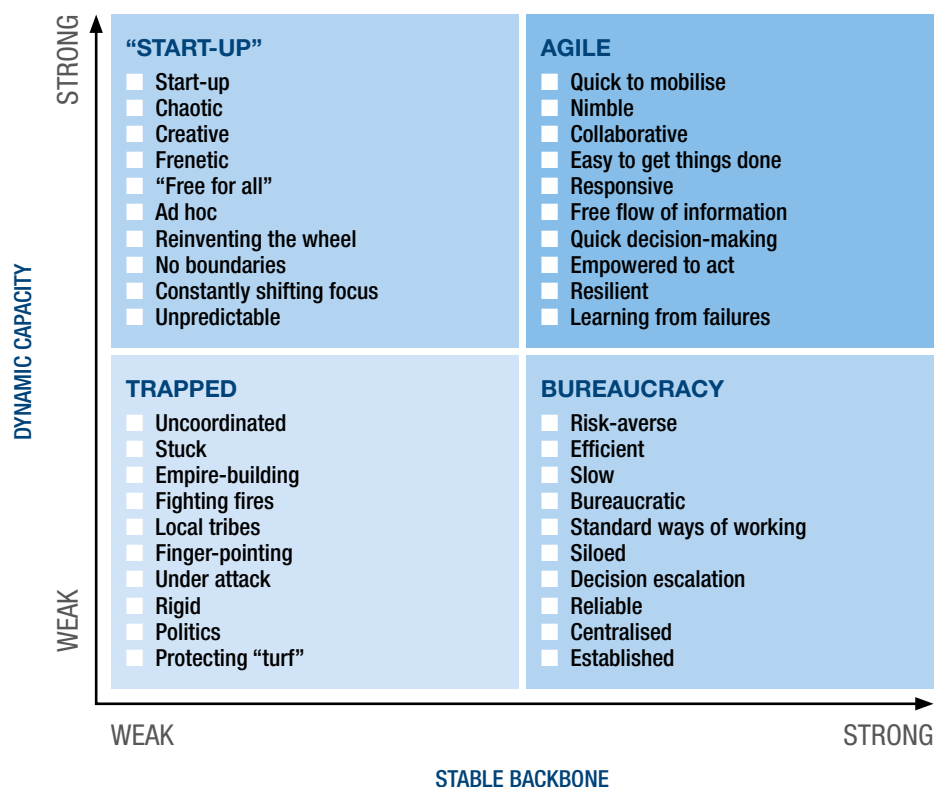 STRONG
“START-UP”
Start-up
Chaotic
Creative
Frenetic
“Free for all”
Ad hoc
Reinventing the wheel
No boundaries
Constantly shifting focus
Unpredictable
AGILE
Quick to mobilise
Nimble
Collaborative
Easy to get things done
Responsive
Free flow of information
Quick decision-making
Empowered to act
Resilient
Learning from failures
DYNAMIC CAPACITY
TRAPPED
Uncoordinated
Stuck
Empire-building
Fighting fires
Local tribes
Finger-pointing
Under attack
Rigid
Politics
Protecting “turf”
BUREAUCRACY
Risk-averse
Efficient
Slow
Bureaucratic
Standard ways of working
Siloed
Decision escalation
Reliable
Centralised
Established
WEAK
WEAK
STRONG
STABLE BACKBONE